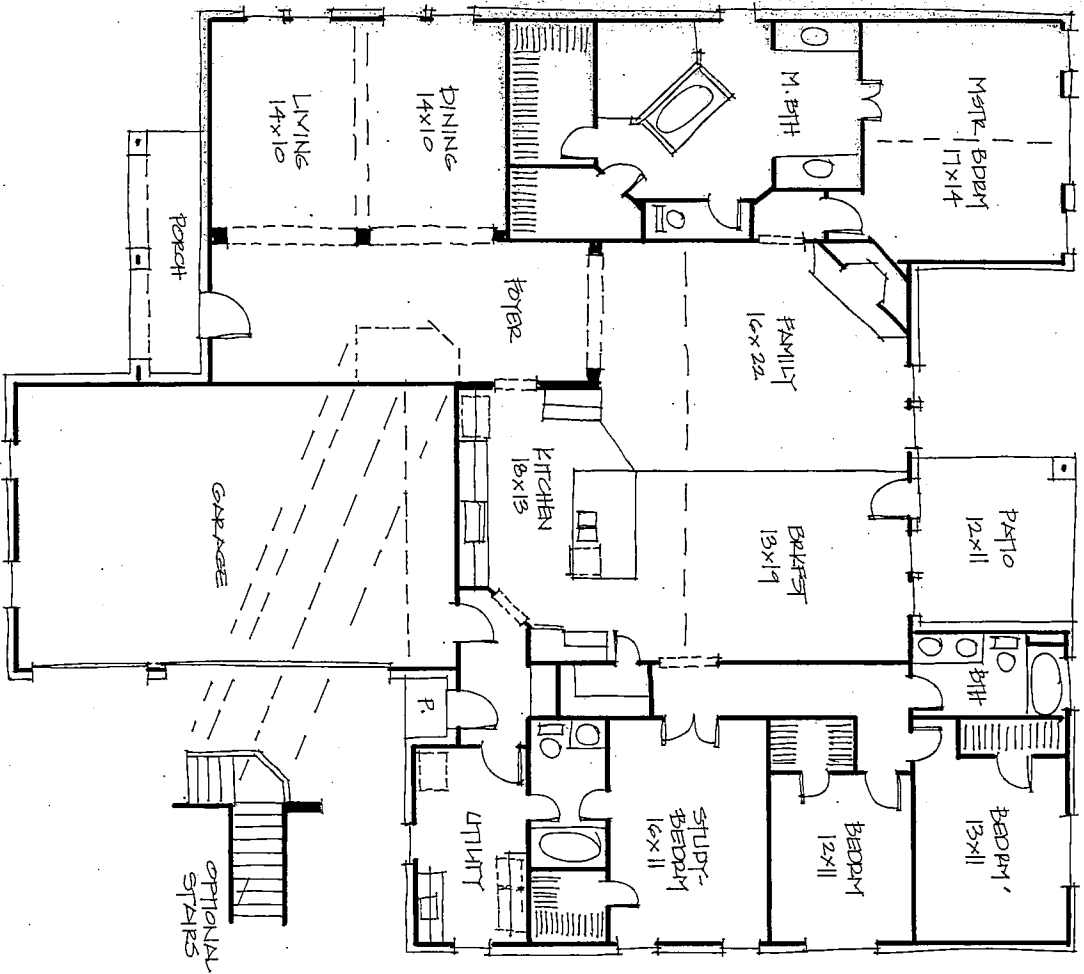 MSTR. BDRM
17x14
PATIO
12x11
BTH
BEDRM'
13x11
M. BTH
FAMILY
16x22
BRKFST
13x19
BEDRM
12x11
STUDY-
BEDRM
16x11
KITCHEN
18x13
FOYER
DINING
14x10
UTILITY
P.
LIVING
14x10
GARAGE
PORCH
OPTIONAL
STAIRS